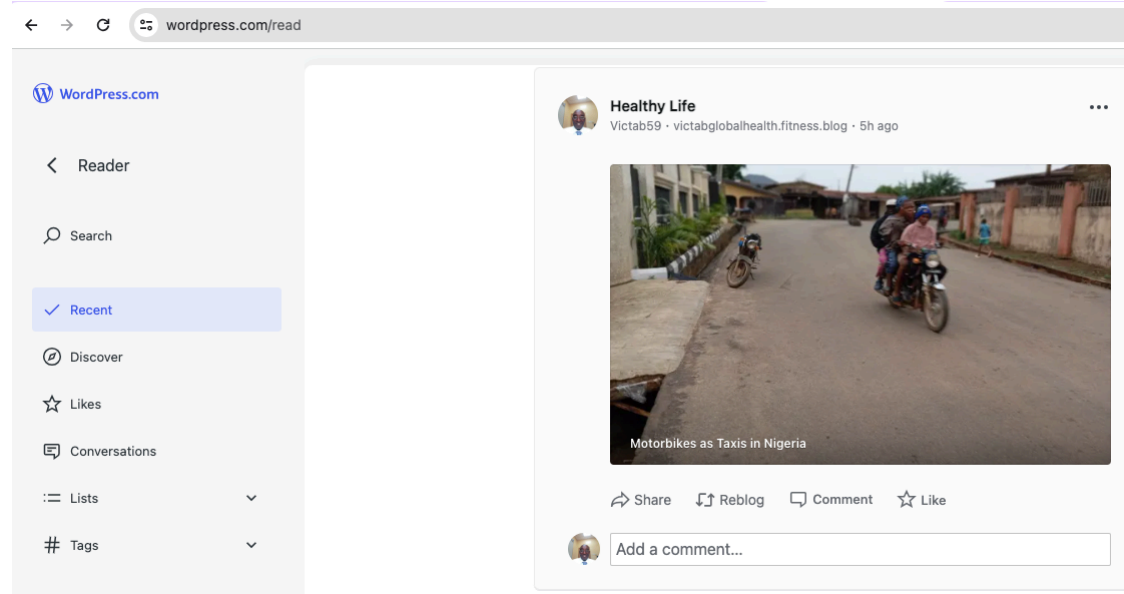 wordpress.com/read
WordPress.com
Reader
Search
Recent
Discover
Likes
Conversations
Lists
Tags
Healthy Life
Victab59 · victabglobalhealth.fitness.blog · 5h ago
Motorbikes as Taxis in Nigeria
Share Reblog Comment Like
Add a comment...